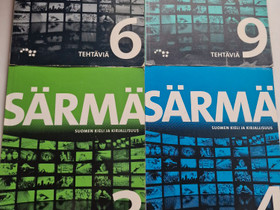 6
TEHTÄVIÄ
9
TEHTÄVIÄ
SÄRMÄ
SUOMEN KIELI JA KIRJALLISUUS
SÄRMÄ
SUOMEN KIELI JA KIRJALLISUUS